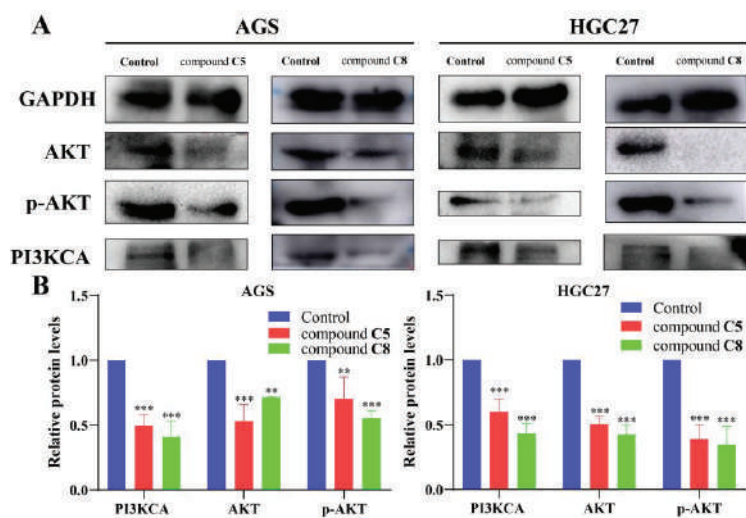 A
AGS
HGC27
Control compound C5
Control compound C8
Control compound C5
Control compound C8
GAPDH
AKT
p-AKT
PI3KCA
B
AGS
Relative protein levels
1.5
1.0
0.5
0.0
Control
compound C5
compound C8
*** ***
*** **
** ***
PI3KCA AKT p-AKT
HGC27
Relative protein levels
1.5
1.0
0.5
0.0
Control
compound C5
compound C8
*** ***
*** ***
*** ***
PI3KCA AKT p-AKT